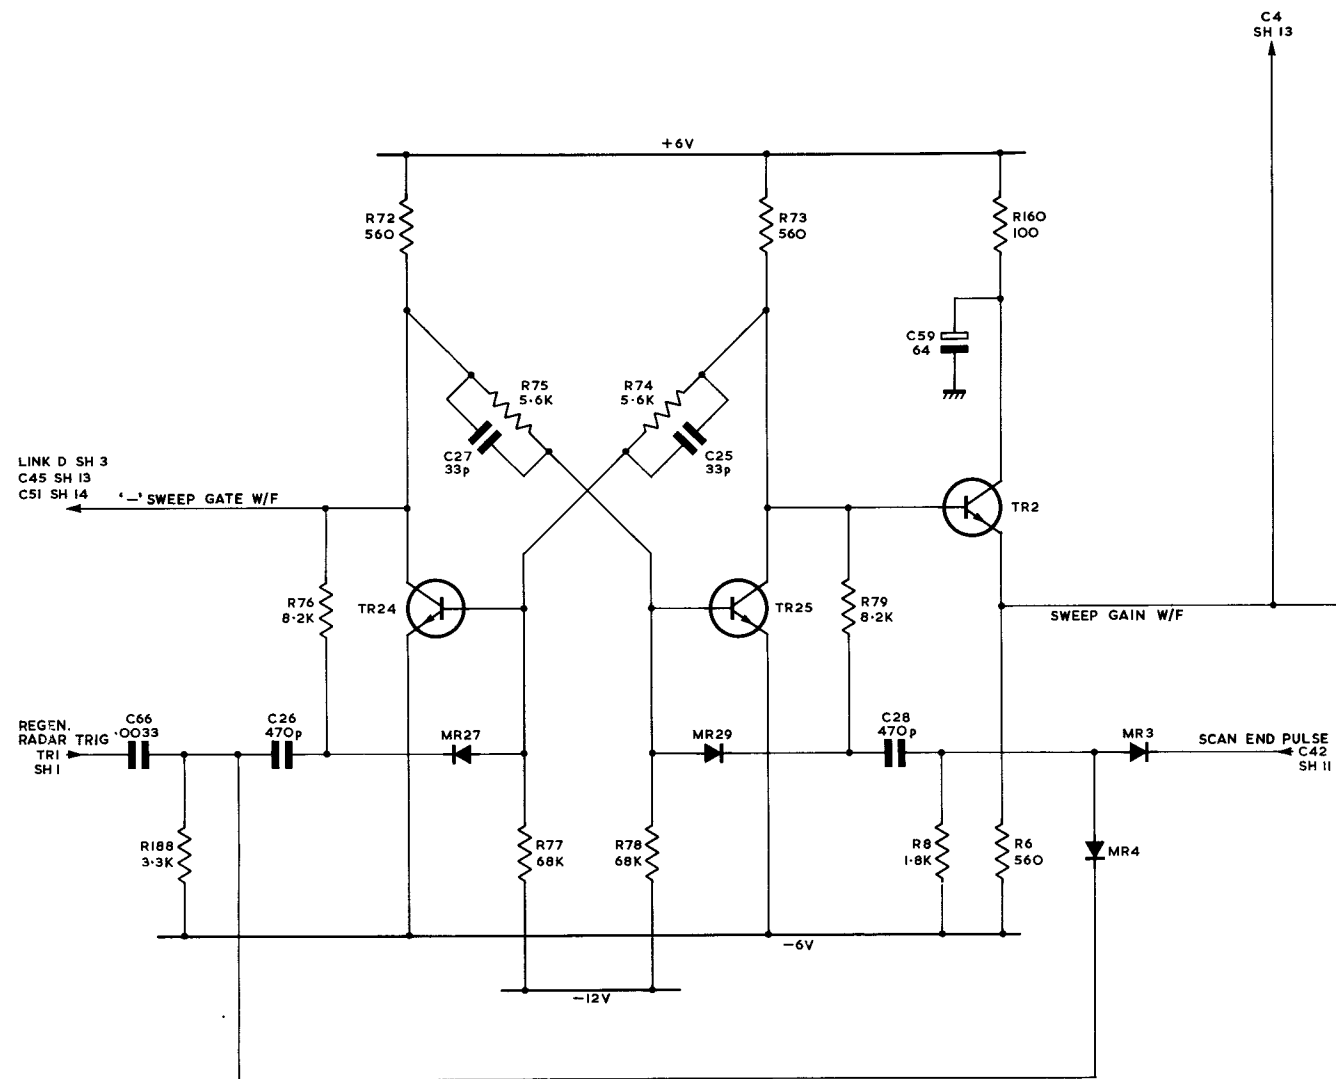 C4
SH 13
+6V
R72
560
R73
560
R160
100
C59
64
R75
5·6K
R74
5·6K
C27
33p
C25
33p
LINK D SH 3
C45 SH 13
C51 SH 14
'–' SWEEP GATE W/F
TR2
R76
8·2K
TR24
TR25
R79
8·2K
SWEEP GAIN W/F
REGEN.
RADAR TRIG
TR1
SH 1
C66
·0033
C26
470p
MR27
MR29
C28
470p
MR3
SCAN END PULSE
C42
SH 11
R188
3·3K
R77
68K
R78
68K
R8
1·8K
R6
560
MR4
–6V
–12V